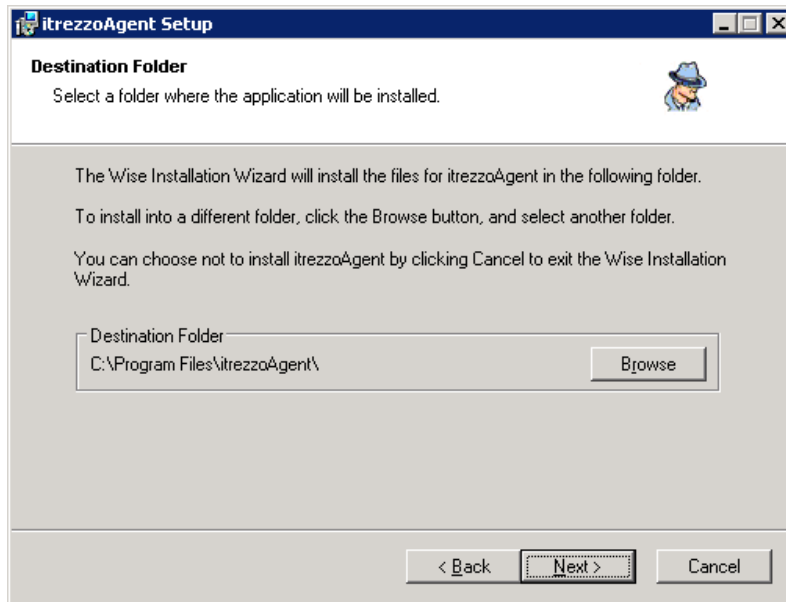 itrezzoAgent Setup
Destination Folder
Select a folder where the application will be installed.
The Wise Installation Wizard will install the files for itrezzoAgent in the following folder.
To install into a different folder, click the Browse button, and select another folder.
You can choose not to install itrezzoAgent by clicking Cancel to exit the Wise Installation
Wizard.
Destination Folder
C:\Program Files\itrezzoAgent\
Browse
< Back
Next >
Cancel